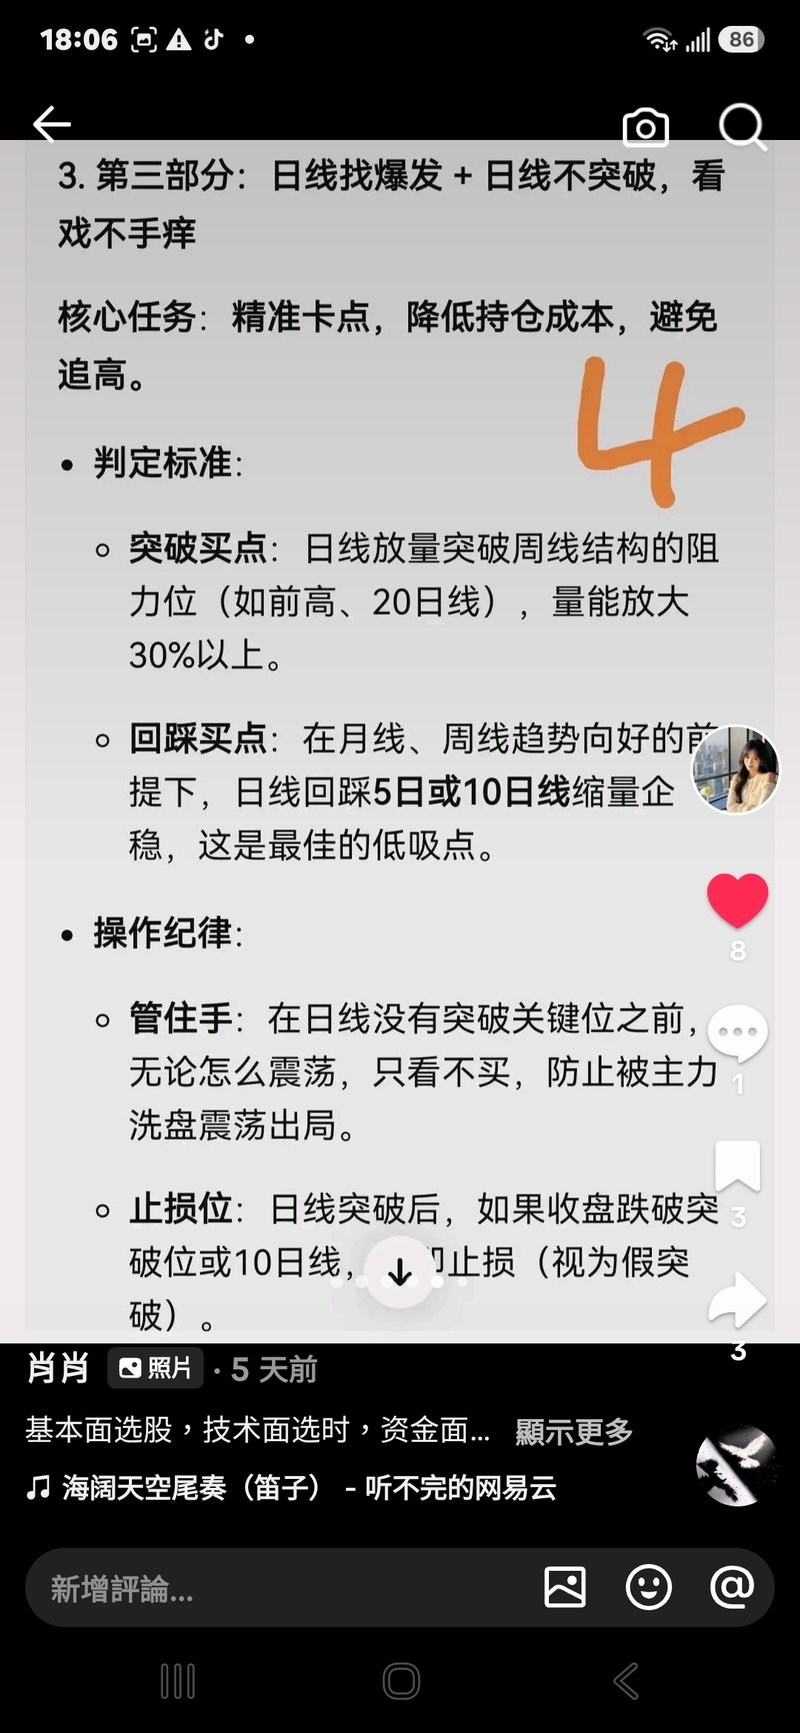 18:06
86
3. 第三部分：日线找爆发 + 日线不突破，看
戏不手痒
核心任务：精准卡点，降低持仓成本，避免
追高。
4
• 判定标准：
突破买点：日线放量突破周线结构的阻
力位（如前高、20日线），量能放大
30%以上。
回踩买点：在月线、周线趋势向好的前
提下，日线回踩5日或10日线缩量企
稳，这是最佳的低吸点。
8
• 操作纪律：
管住手：在日线没有突破关键位之前，
无论怎么震荡，只看不买，防止被主力
1
洗盘震荡出局。
止损位：日线突破后，如果收盘跌破突
3
破位或10日线，止损（视为假突
破）。
3
肖肖 照片 · 5 天前
基本面选股，技术面选时，资金面... 顯示更多
海阔天空尾奏（笛子） - 听不完的网易云
新增評論...
@